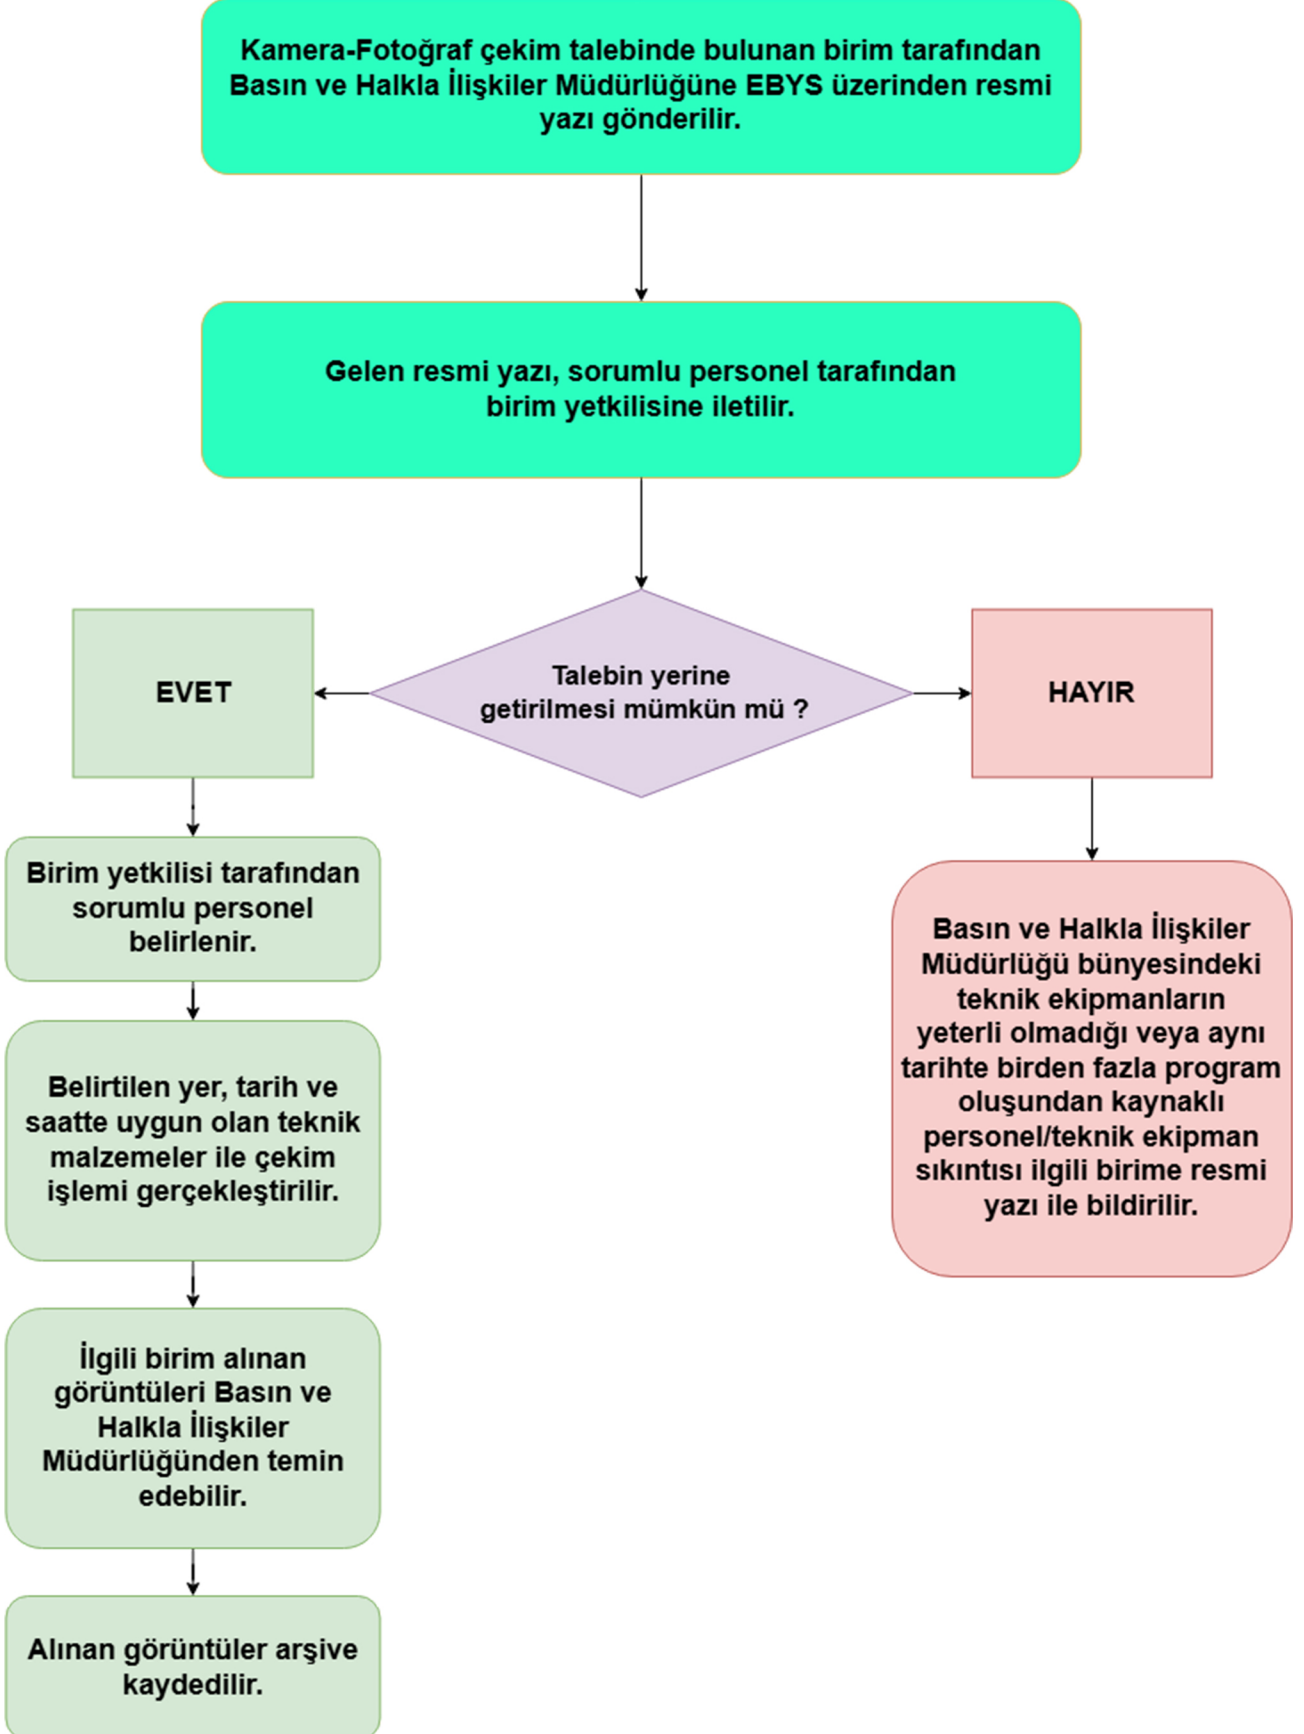 Kamera-Fotoğraf çekim talebinde bulunan birim tarafından
Basın ve Halkla İlişkiler Müdürlüğüne EBYS üzerinden resmi
yazı gönderilir.
Gelen resmi yazı, sorumlu personel tarafından
birim yetkilisine iletilir.
Talebin yerine
getirilmesi mümkün mü ?
EVET
HAYIR
Birim yetkilisi tarafından
sorumlu personel
belirlenir.
Belirtilen yer, tarih ve
saatte uygun olan teknik
malzemeler ile çekim
işlemi gerçekleştirilir.
İlgili birim alınan
görüntüleri Basın ve
Halkla İlişkiler
Müdürlüğünden temin
edebilir.
Alınan görüntüler arşive
kaydedilir.
Basın ve Halkla İlişkiler
Müdürlüğü bünyesindeki
teknik ekipmanların
yeterli olmadığı veya aynı
tarihte birden fazla program
oluşundan kaynaklı
personel/teknik ekipman
sıkıntısı ilgili birime resmi
yazı ile bildirilir.